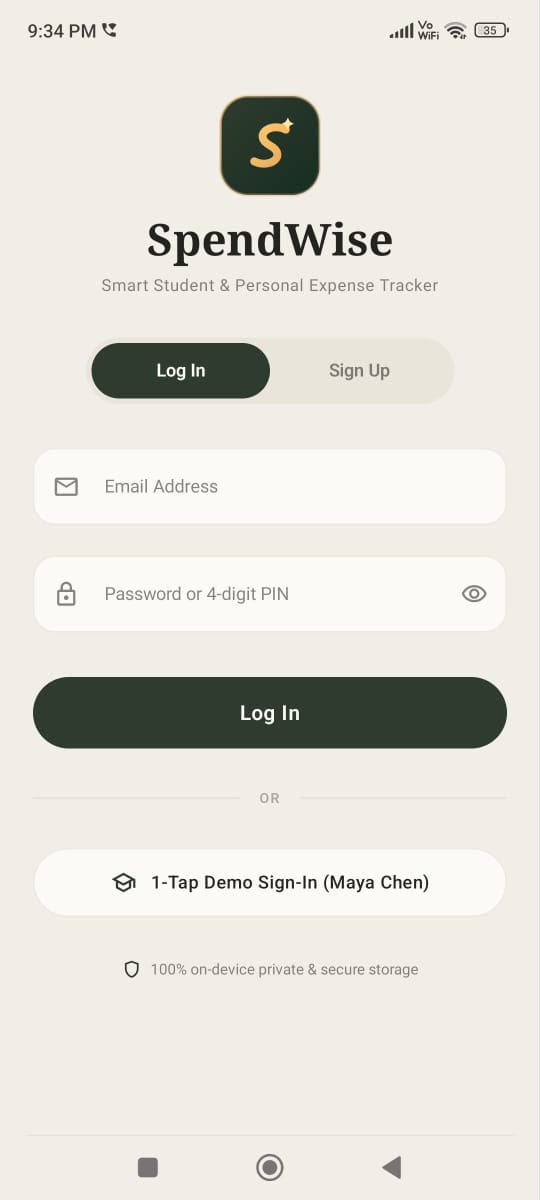 9:34 PM
Vo
WiFi
35
S
SpendWise
Smart Student & Personal Expense Tracker
Log In
Sign Up
Email Address
Password or 4-digit PIN
Log In
OR
1-Tap Demo Sign-In (Maya Chen)
100% on-device private & secure storage